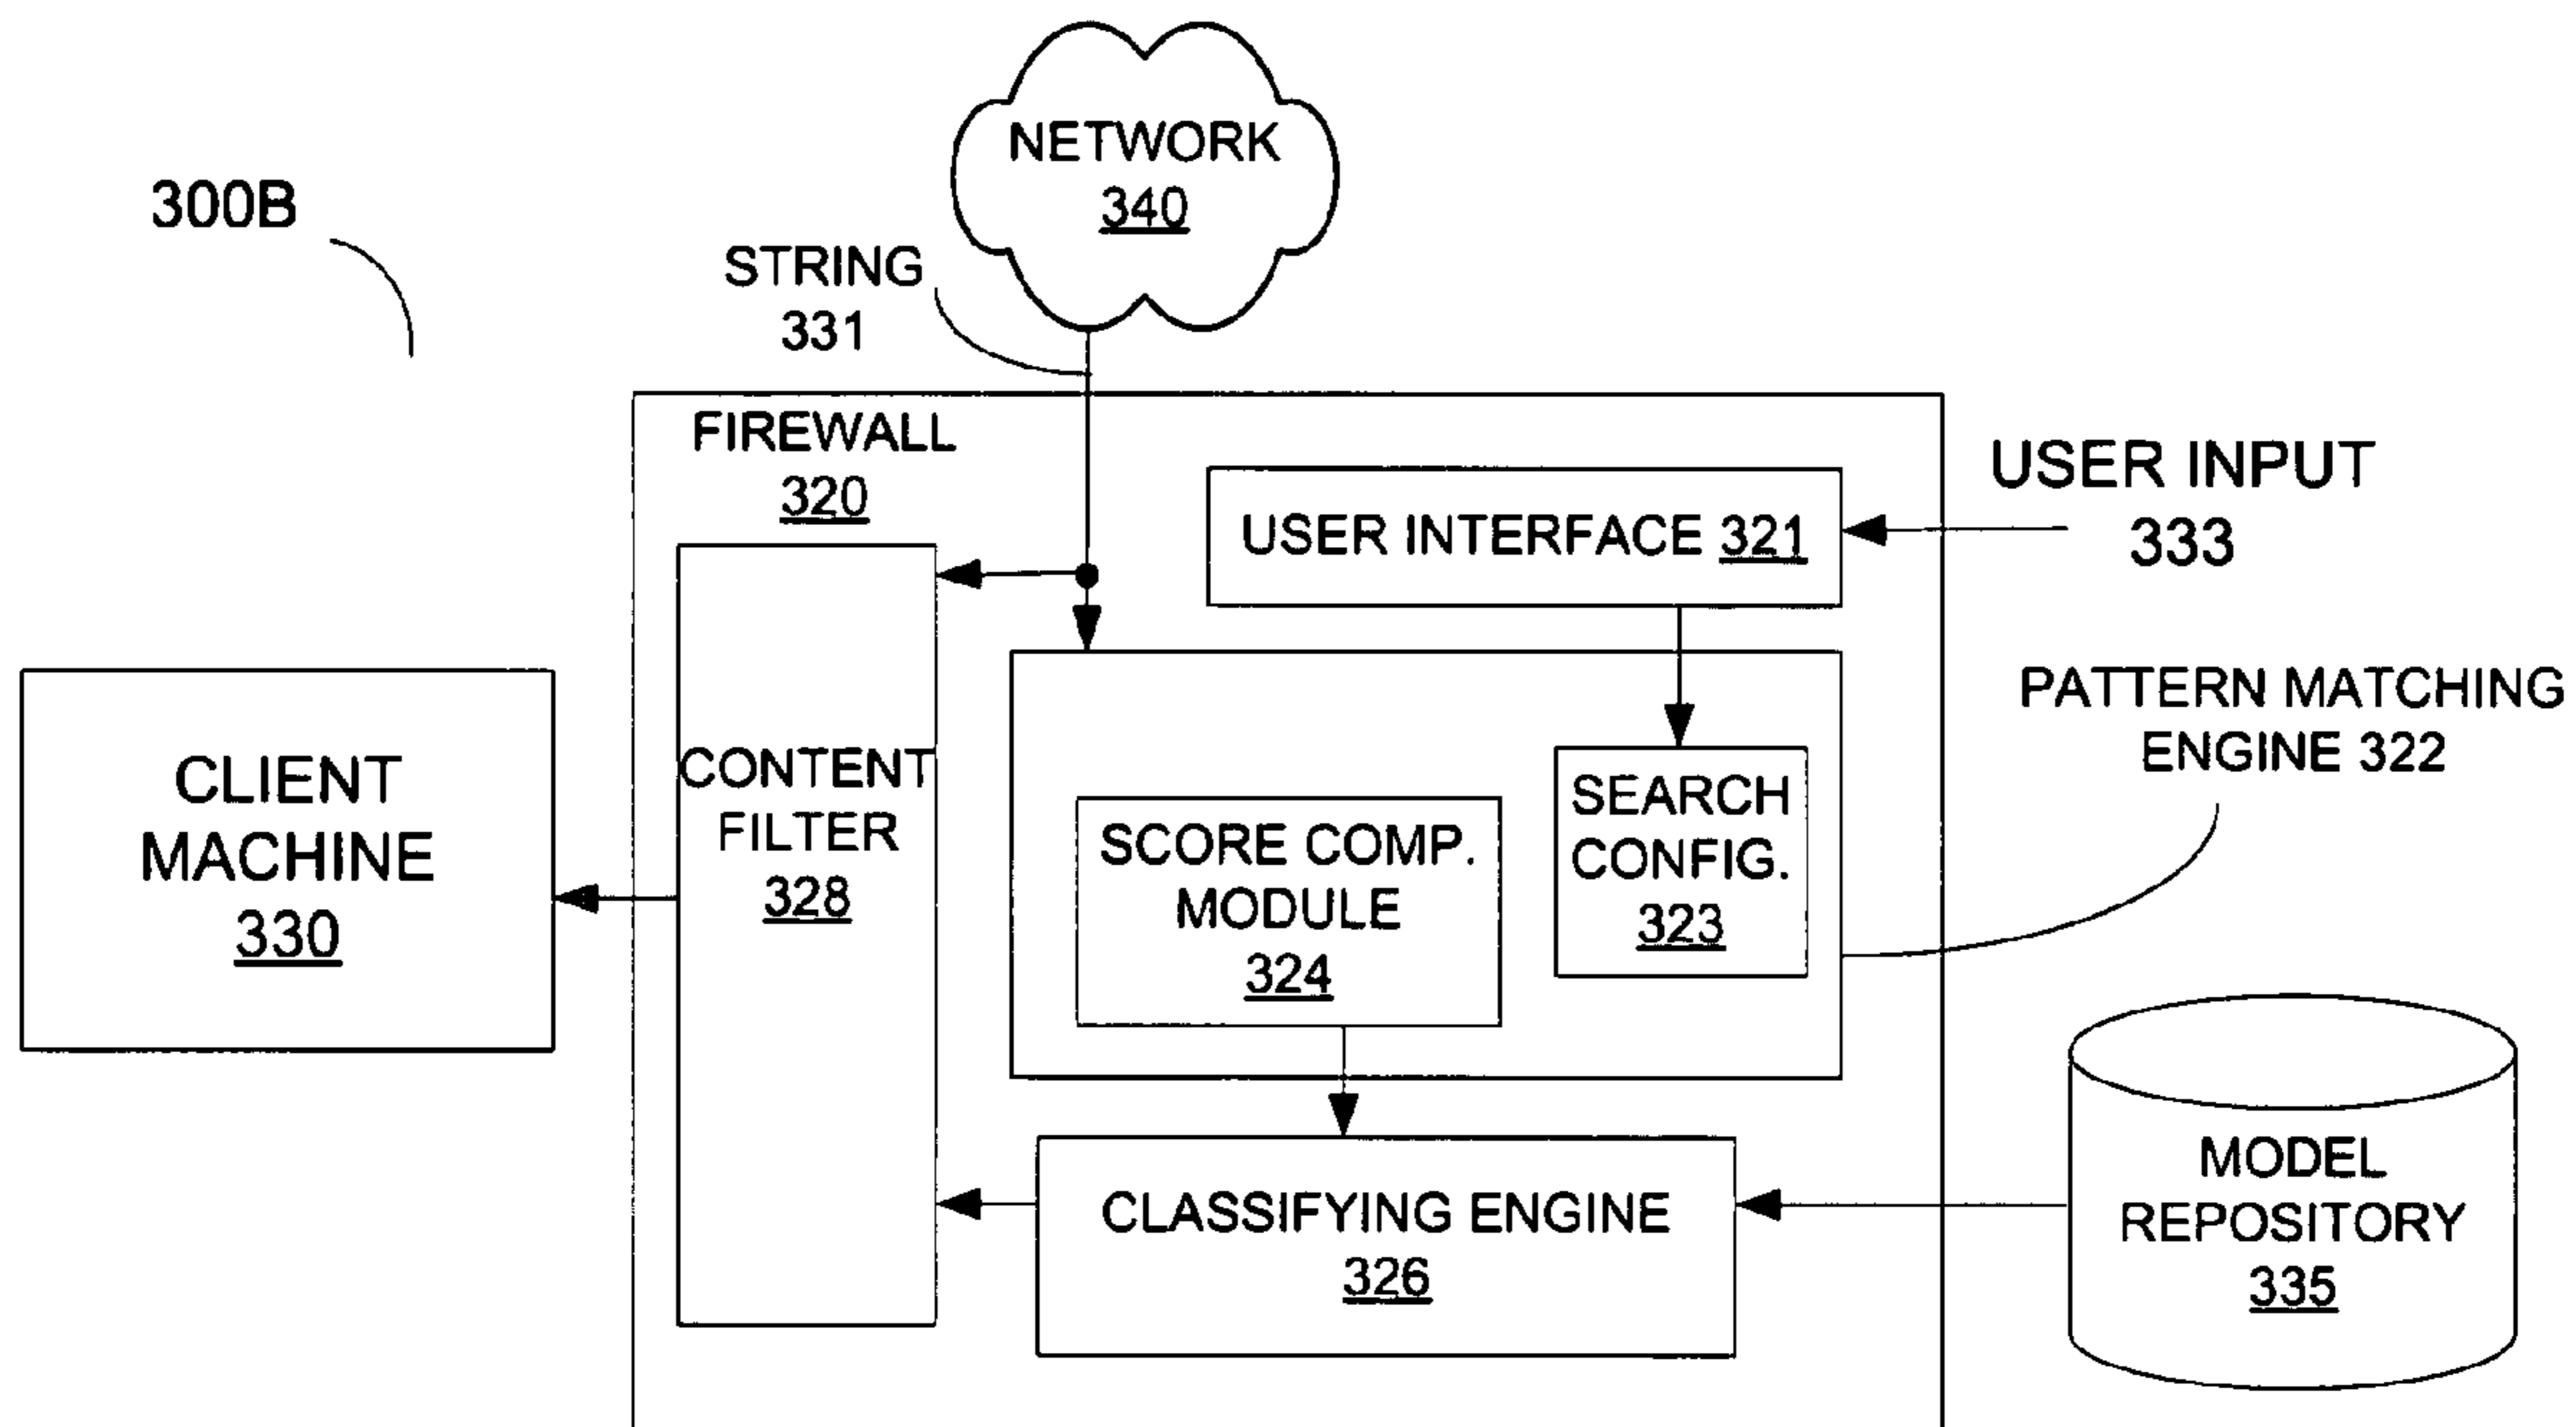 NETWORK
340
300B
STRING
331
FIREWALL
320
USER INTERFACE 321
USER INPUT
333
PATTERN MATCHING
ENGINE 322
CLIENT
MACHINE
330
CONTENT
FILTER
328
SCORE COMP.
MODULE
324
SEARCH
CONFIG.
323
CLASSIFYING ENGINE
326
MODEL
REPOSITORY
335